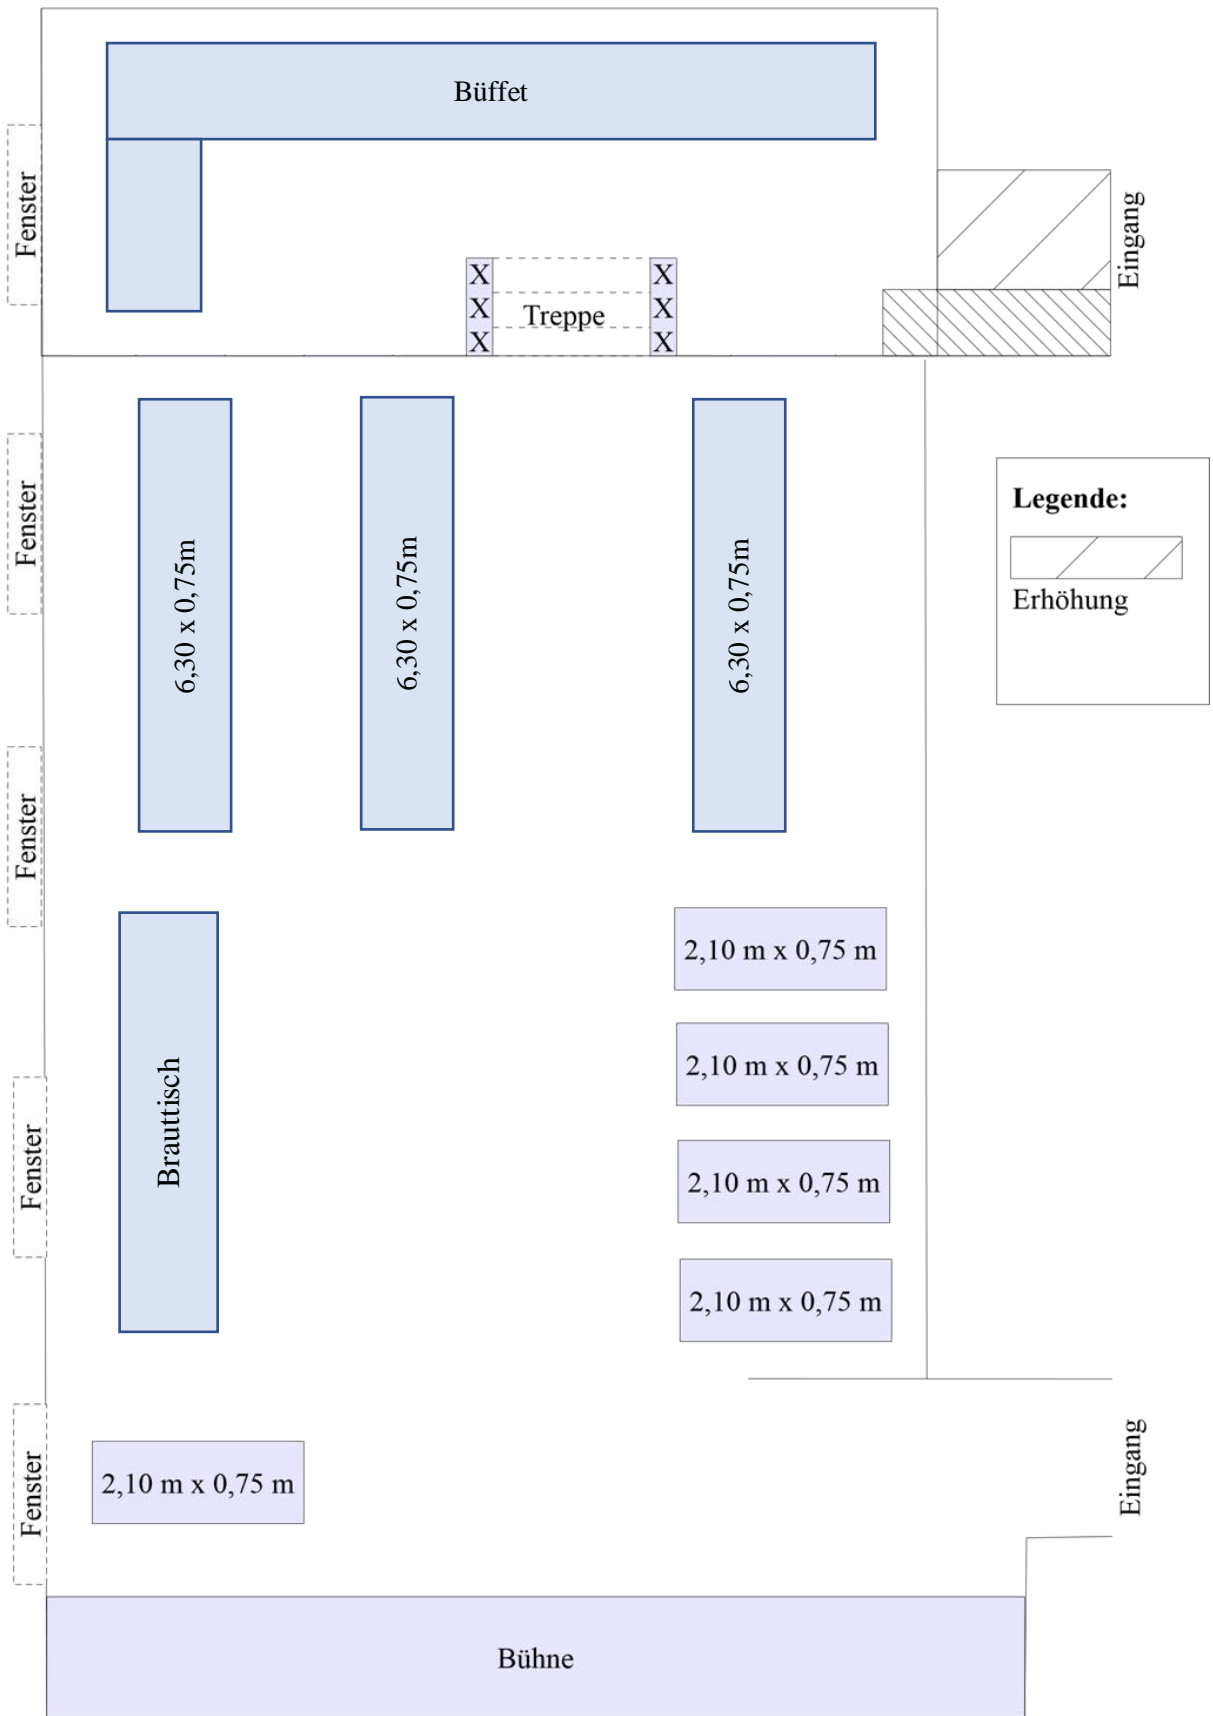 Büffet
Fenster
Eingang
X
X
X
Treppe
X
X
X
Fenster
6,30 x 0,75m
6,30 x 0,75m
6,30 x 0,75m
Legende:
Erhöhung
Fenster
2,10 m x 0,75 m
2,10 m x 0,75 m
Brauttisch
Fenster
2,10 m x 0,75 m
2,10 m x 0,75 m
Fenster
2,10 m x 0,75 m
Eingang
Bühne